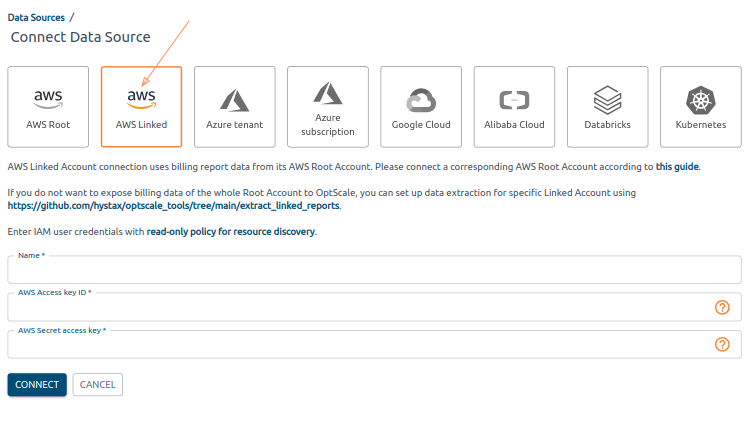 Data Sources /
Connect Data Source
aws
AWS Root
aws
AWS Linked
Azure tenant
Azure
subscription
Google Cloud
Alibaba Cloud
Databricks
Kubernetes
AWS Linked Account connection uses billing report data from its AWS Root Account. Please connect a corresponding AWS Root Account according to this guide.
If you do not want to expose billing data of the whole Root Account to OptScale, you can set up data extraction for specific Linked Account using
https://github.com/hystax/optscale_tools/tree/main/extract_linked_reports.
Enter IAM user credentials with read-only policy for resource discovery.
Name *
AWS Access key ID *
?
AWS Secret access key *
?
CONNECT
CANCEL